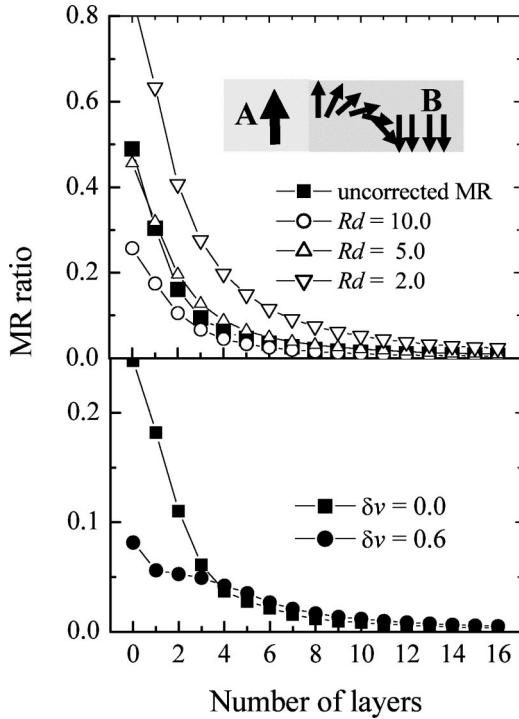 0.8
0.6
0.4
0.2
0.0
A
B
uncorrected MR
Rd = 10.0
Rd = 5.0
Rd = 2.0
MR ratio
0.2
0.1
0.0
δv = 0.0
δv = 0.6
0 2 4 6 8 10 12 14 16
Number of layers